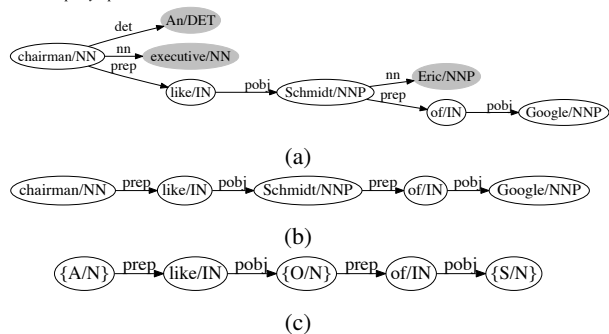 det
An/DET
chairman/NN
nn
executive/NN
prep
like/IN
pobj
Schmidt/NNP
nn
Eric/NNP
prep
of/IN
pobj
Google/NNP
(a)
chairman/NN prep like/IN pobj Schmidt/NNP prep of/IN pobj Google/NNP
(b)
{A/N} prep like/IN pobj {O/N} prep of/IN pobj {S/N}
(c)